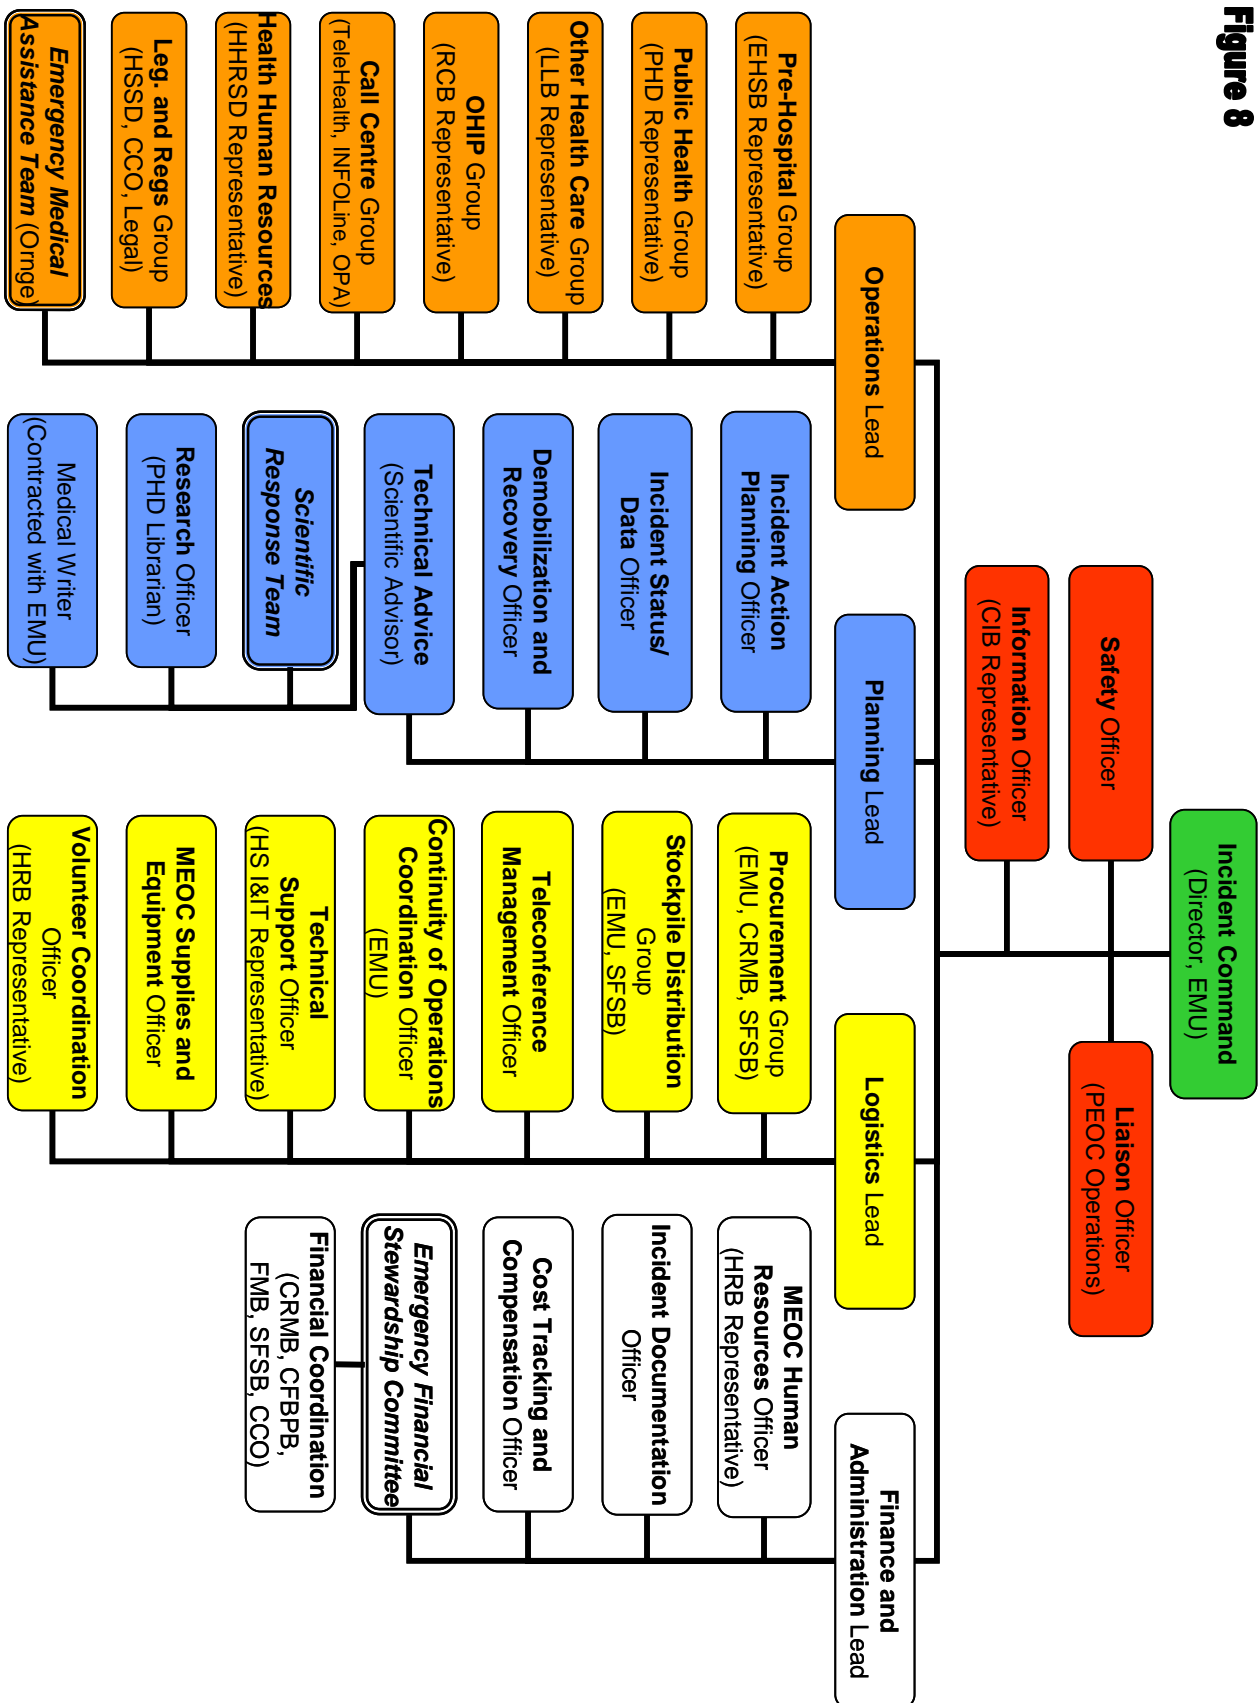 Figure 8
Incident Command
(Director, EMU)
Safety Officer
Liaison Officer
(PEOC Operations)
Information Officer
(CIB Representative)
Operations Lead
Planning Lead
Logistics Lead
Finance and
Administration Lead
Pre-Hospital Group
(EHSB Representative)
Public Health Group
(PHD Representative)
Other Health Care Group
(LLB Representative)
OHIP Group
(RCB Representative)
Call Centre Group
(TeleHealth, INFOLine, OPA)
Health Human Resources
(HHRSD Representative)
Leg. and Regs Group
(HSSD, CCO, Legal)
Emergency Medical
Assistance Team (Ornge)
Incident Action
Planning Officer
Incident Status/
Data Officer
Demobilization and
Recovery Officer
Technical Advice
(Scientific Advisor)
Scientific
Response Team
Research Officer
(PHD Librarian)
Medical Writer
(Contracted with EMU)
Procurement Group
(EMU, CRMB, SFSB)
Stockpile Distribution
Group
(EMU, SFSB)
Teleconference
Management Officer
Continuity of Operations
Coordination Officer
(EMU)
Technical
Support Officer
(HS I&IT Representative)
MEOC Supplies and
Equipment Officer
Volunteer Coordination
Officer
(HRB Representative)
MEOC Human
Resources Officer
(HRB Representative)
Incident Documentation
Officer
Cost Tracking and
Compensation Officer
Emergency Financial
Stewardship Committee
Financial Coordination
(CRMB, CFBPB,
FMB, SFSB, CCO)